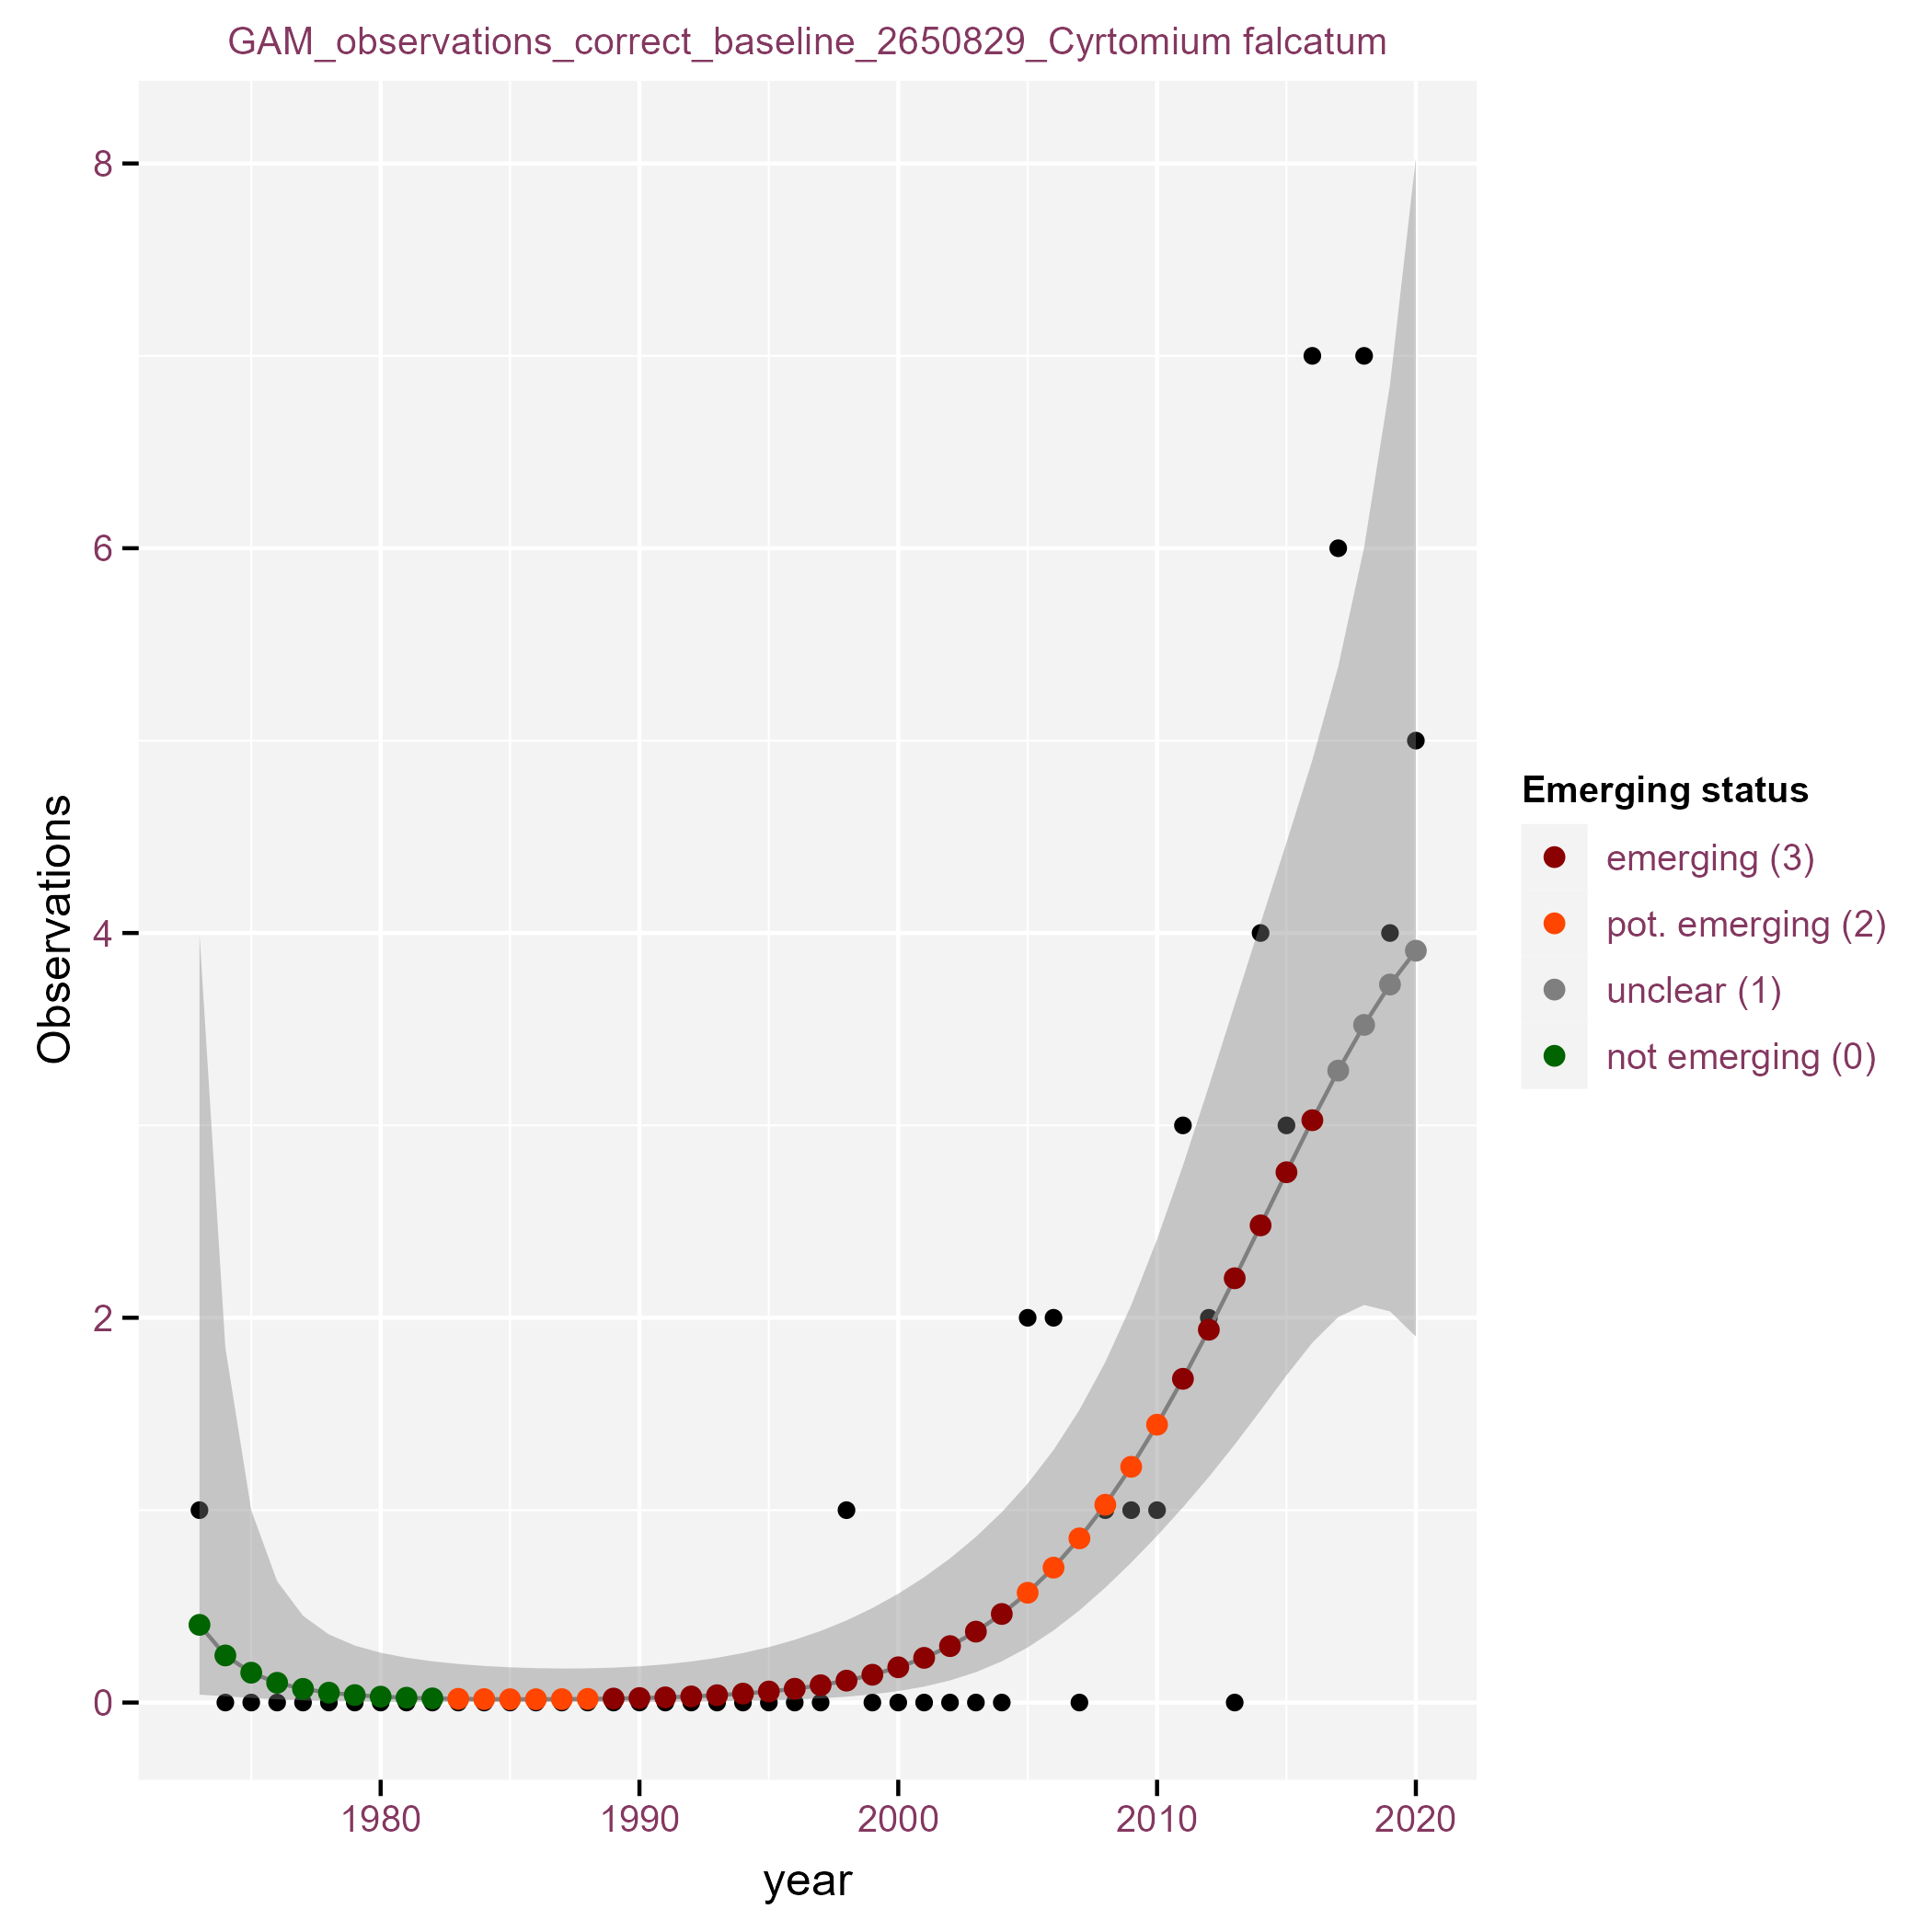 GAM_observations_correct_baseline_2650829_Cyrtomium falcatum
8
6
4
2
0
Observations
1980 1990 2000 2010 2020
year
Emerging status
emerging (3)
pot. emerging (2)
unclear (1)
not emerging (0)